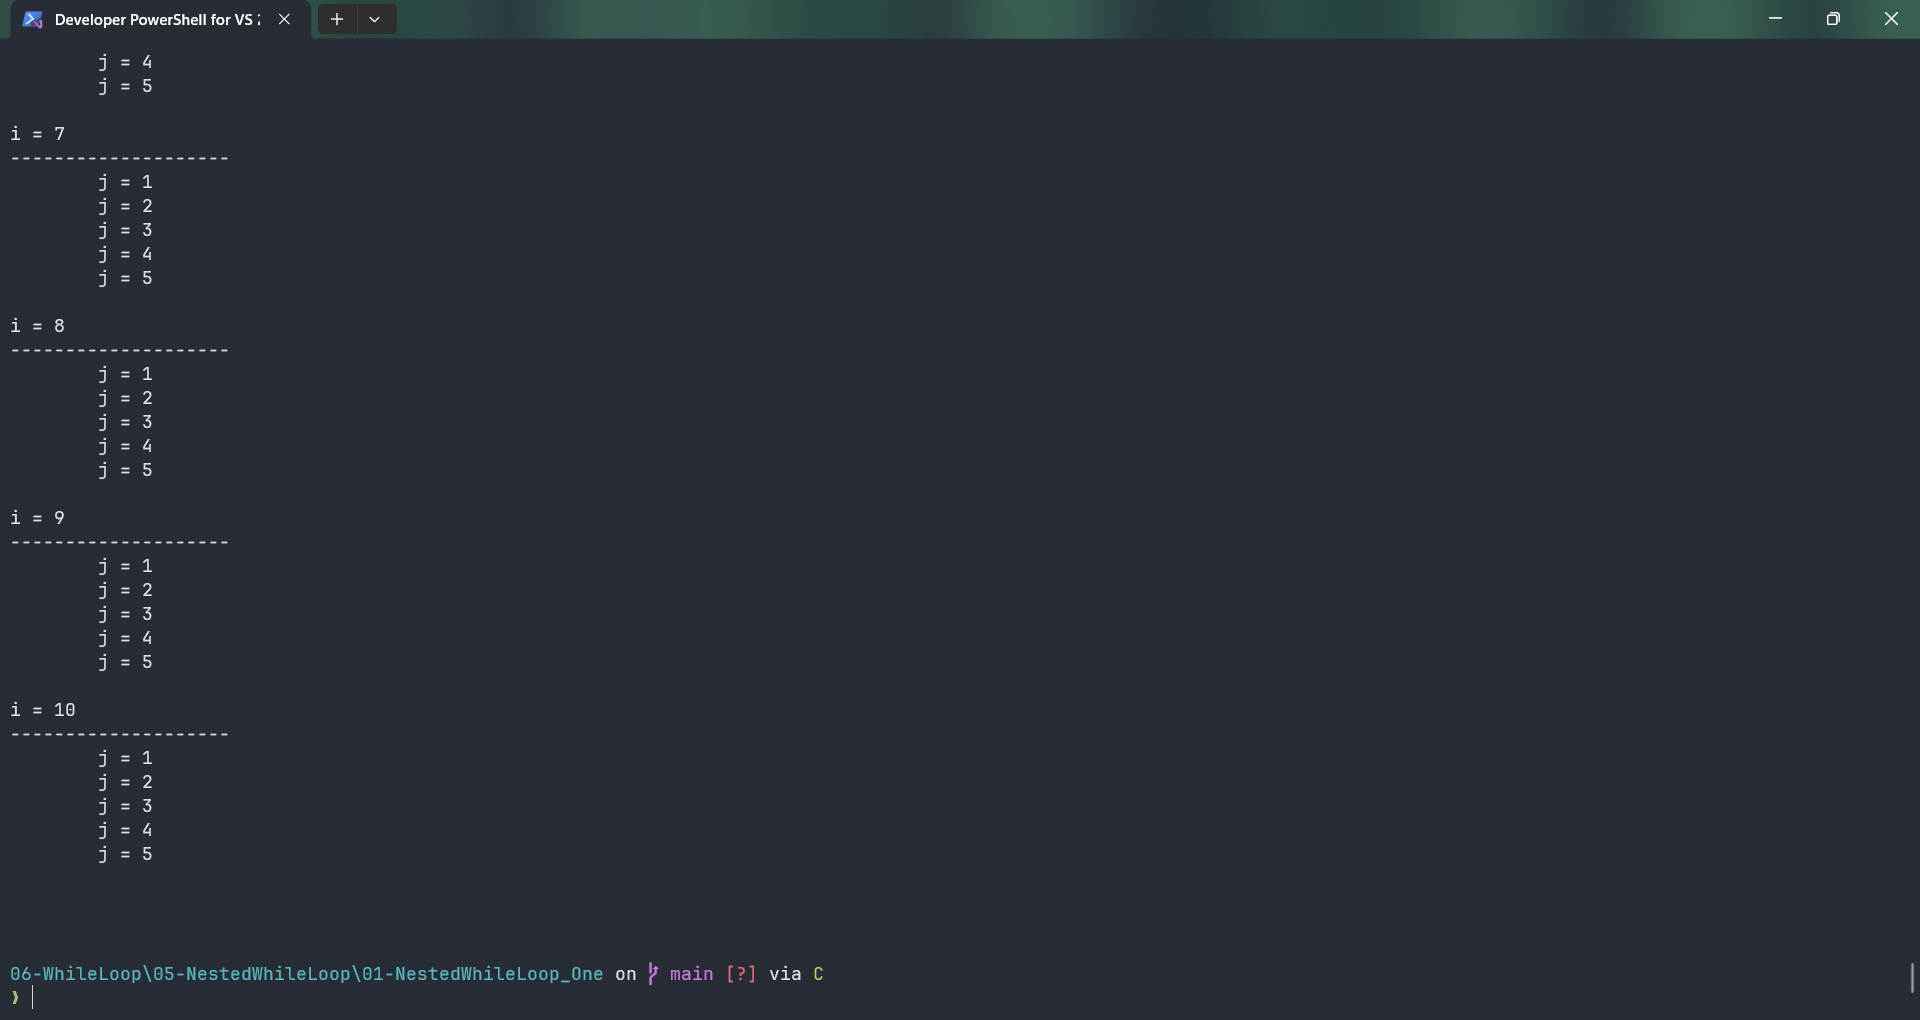 Developer PowerShell for VS 2
j = 4
j = 5
i = 7
--------------------
j = 1
j = 2
j = 3
j = 4
j = 5
i = 8
--------------------
j = 1
j = 2
j = 3
j = 4
j = 5
i = 9
--------------------
j = 1
j = 2
j = 3
j = 4
j = 5
i = 10
--------------------
j = 1
j = 2
j = 3
j = 4
j = 5
06-WhileLoop\05-NestedWhileLoop\01-NestedWhileLoop_One on main [?] via C
❯